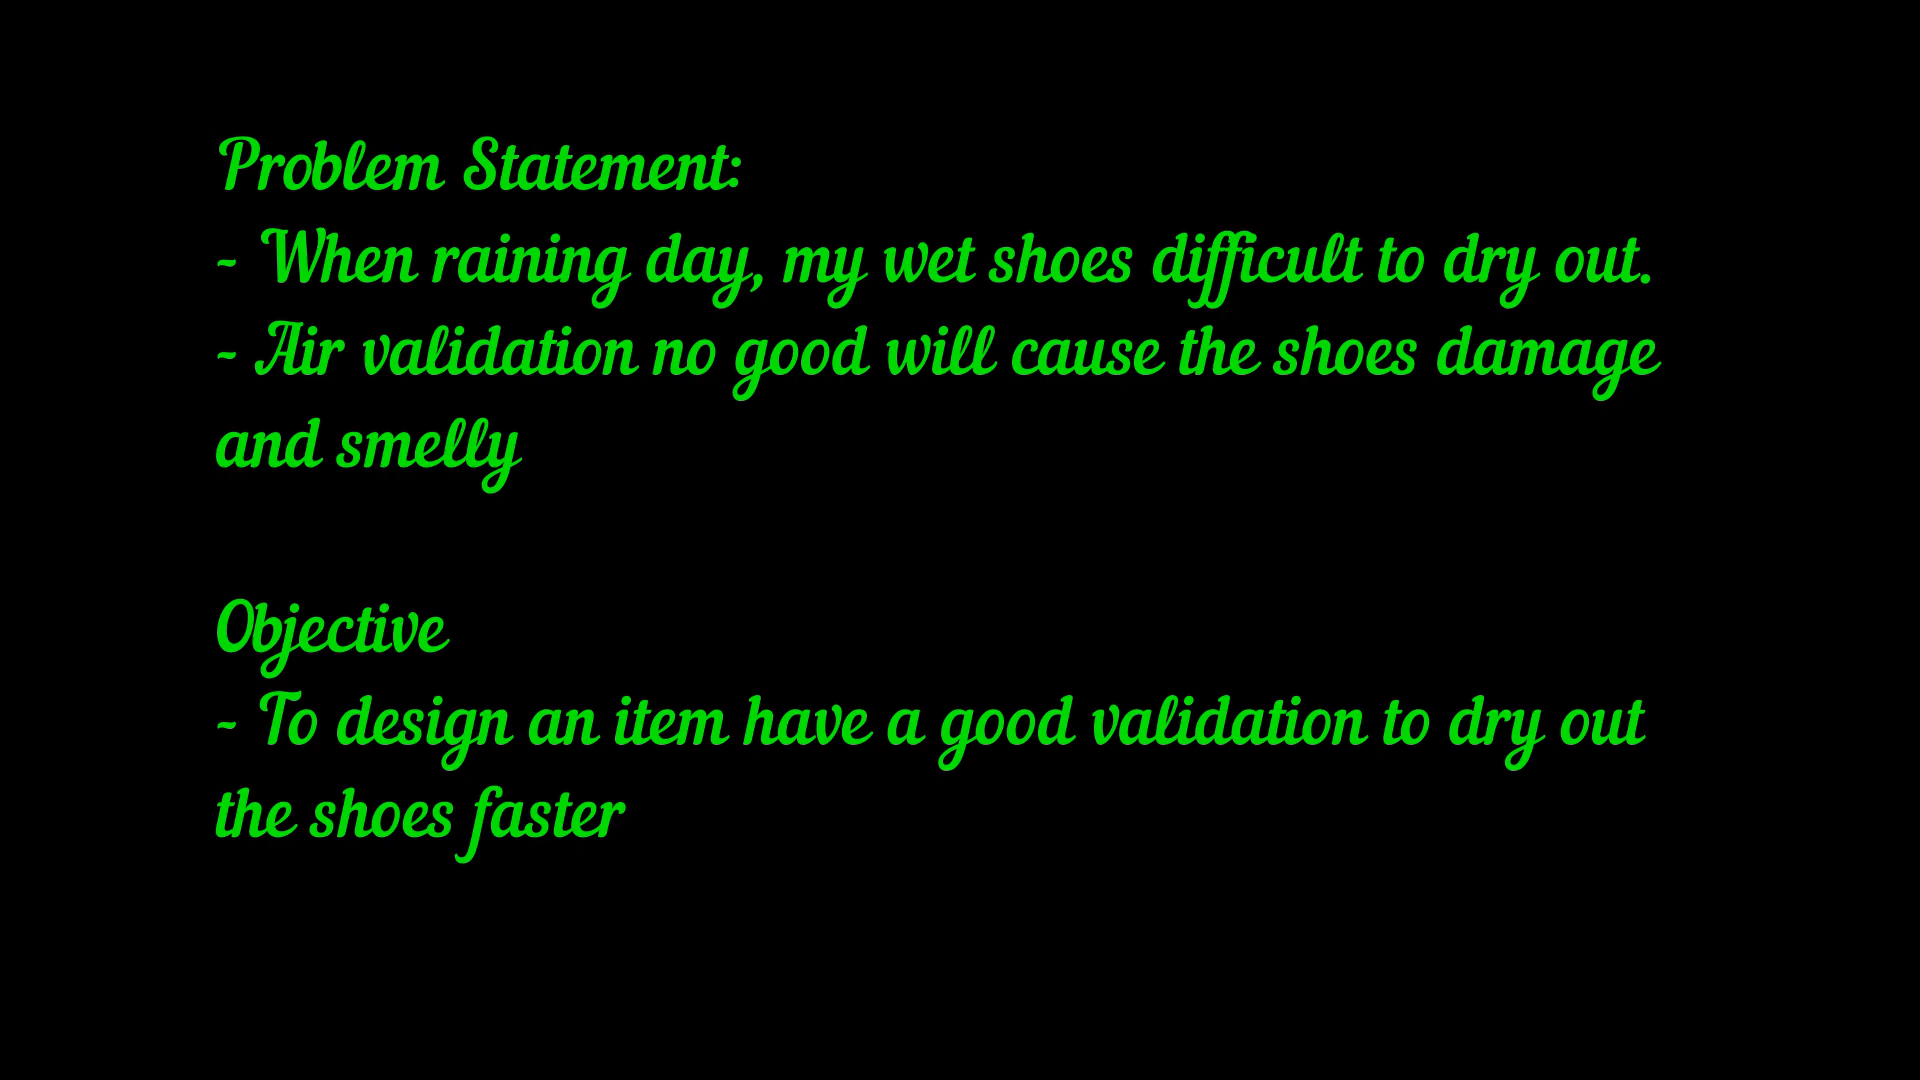 Problem Statement:
- When raining day, my wet shoes difficult to dry out.
- Air validation no good will cause the shoes damage
and smelly
Objective
- To design an item have a good validation to dry out
the shoes faster